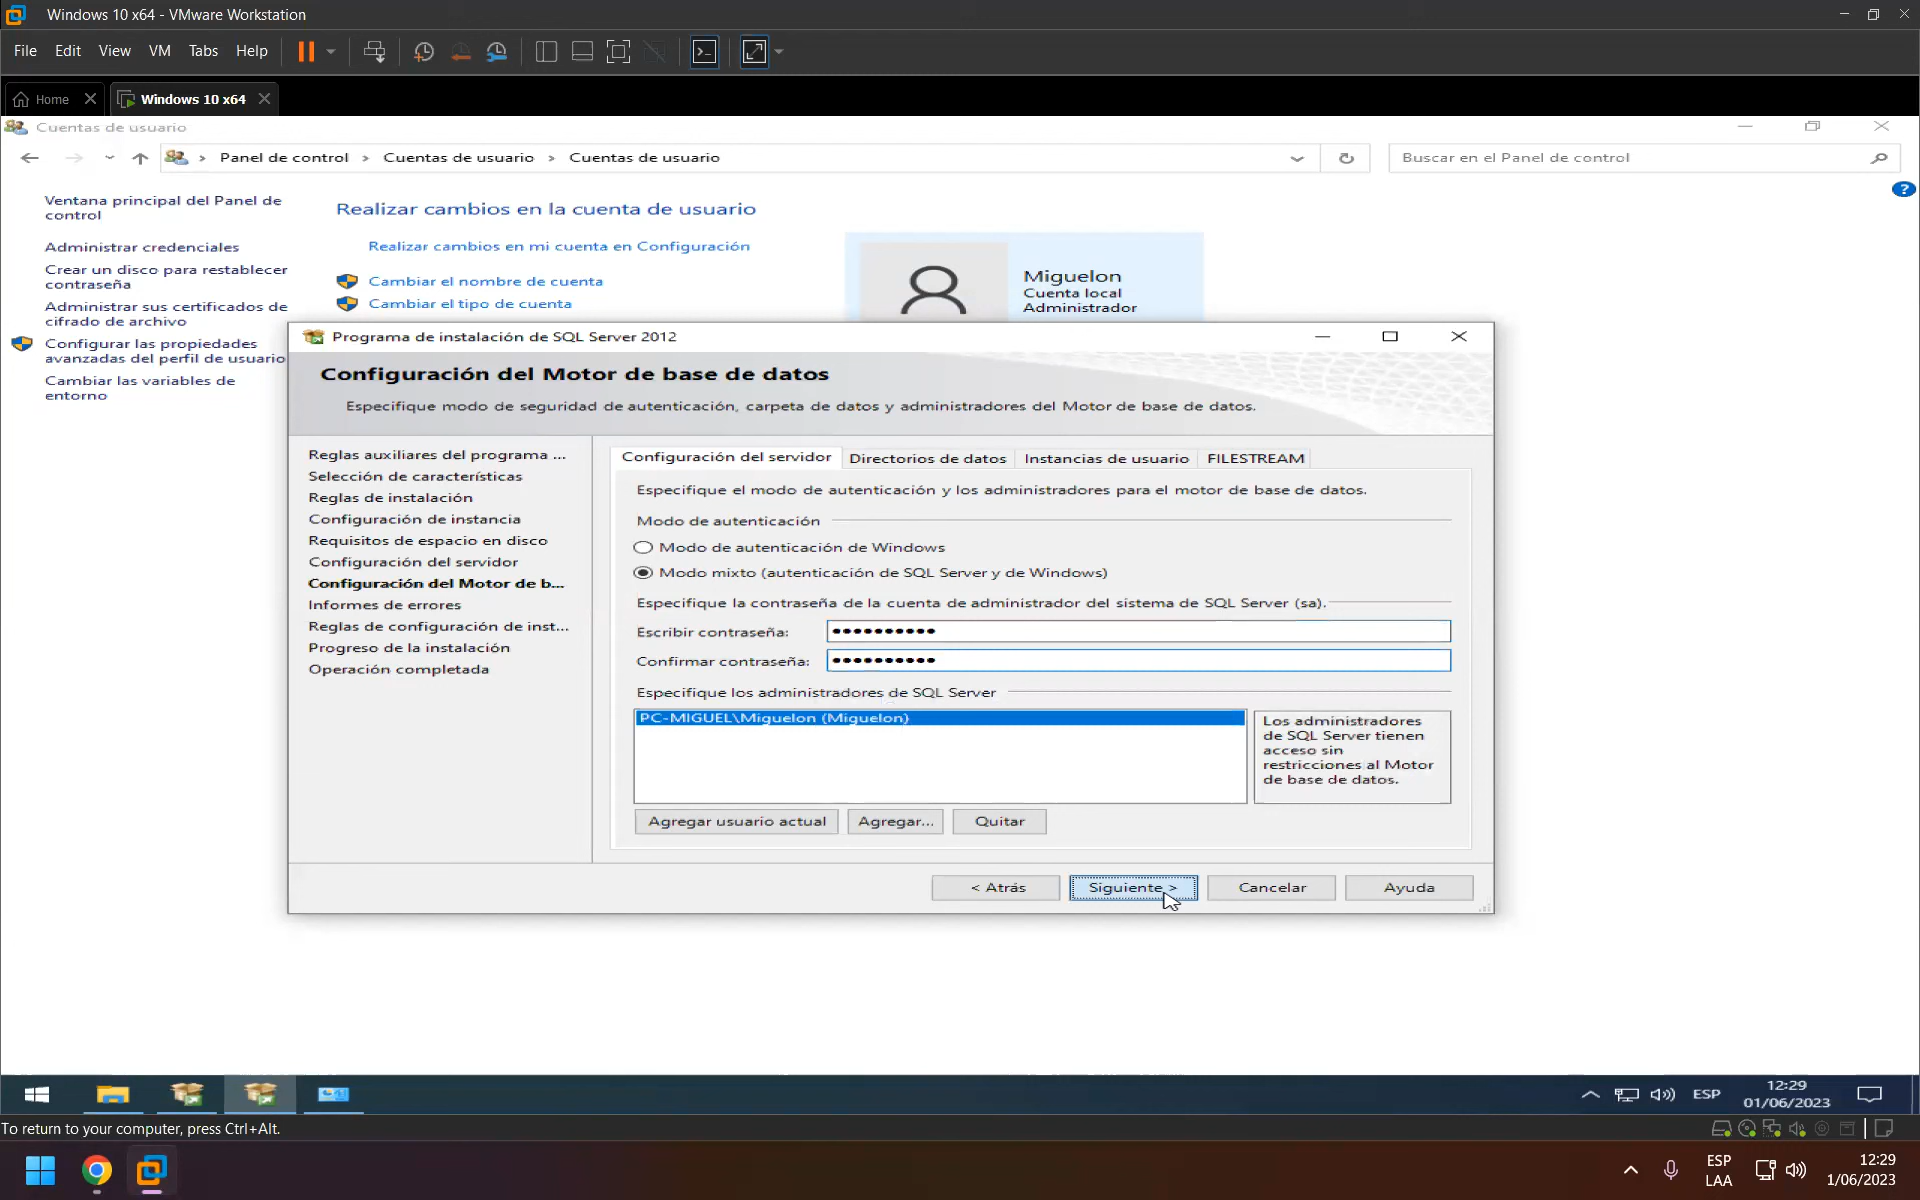 Windows 10 x64 - VMware Workstation
File Edit View VM Tabs Help
Home
Windows 10 x64
Cuentas de usuario
Panel de control > Cuentas de usuario > Cuentas de usuario
Buscar en el Panel de control
Ventana principal del Panel de
control
Administrar credenciales
Crear un disco para restablecer
contraseña
Administrar sus certificados de
cifrado de archivo
Configurar las propiedades
avanzadas del perfil de usuario
Cambiar las variables de
entorno
Realizar cambios en la cuenta de usuario
Realizar cambios en mi cuenta en Configuración
Cambiar el nombre de cuenta
Cambiar el tipo de cuenta
Miguelon
Cuenta local
Administrador
Programa de instalación de SQL Server 2012
Configuración del Motor de base de datos
Especifique modo de seguridad de autenticación, carpeta de datos y administradores del Motor de base de datos.
Reglas auxiliares del programa ...
Selección de características
Reglas de instalación
Configuración de instancia
Requisitos de espacio en disco
Configuración del servidor
Configuración del Motor de b...
Informes de errores
Reglas de configuración de inst...
Progreso de la instalación
Operación completada
Configuración del servidor
Directorios de datos
Instancias de usuario
FILESTREAM
Especifique el modo de autenticación y los administradores para el motor de base de datos.
Modo de autenticación
Modo de autenticación de Windows
Modo mixto (autenticación de SQL Server y de Windows)
Especifique la contraseña de la cuenta de administrador del sistema de SQL Server (sa).
Escribir contraseña: ●●●●●●●●●●
Confirmar contraseña: ●●●●●●●●●●
Especifique los administradores de SQL Server
PC-MIGUEL\Miguelon (Miguelon)
Los administradores
de SQL Server tienen
acceso sin
restricciones al Motor
de base de datos.
Agregar usuario actual
Agregar...
Quitar
< Atrás
Siguiente >
Cancelar
Ayuda
ESP
12:29
01/06/2023
To return to your computer, press Ctrl+Alt.
ESP
LAA
12:29
1/06/2023